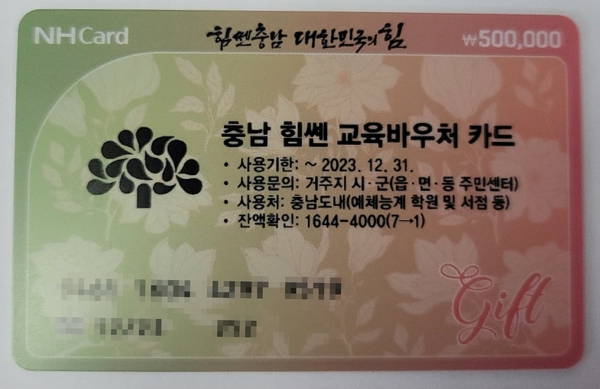 NH Card
힘쎈충남 대한민국의 힘
₩500,000
충남 힘쎈 교육바우처 카드
• 사용기한: ~ 2023. 12. 31.
• 사용문의: 거주지 시·군(읍·면·동 주민센터)
• 사용처: 충남도내(예체능계 학원 및 서점 등)
• 잔액확인: 1644-4000(7→1)
Gift